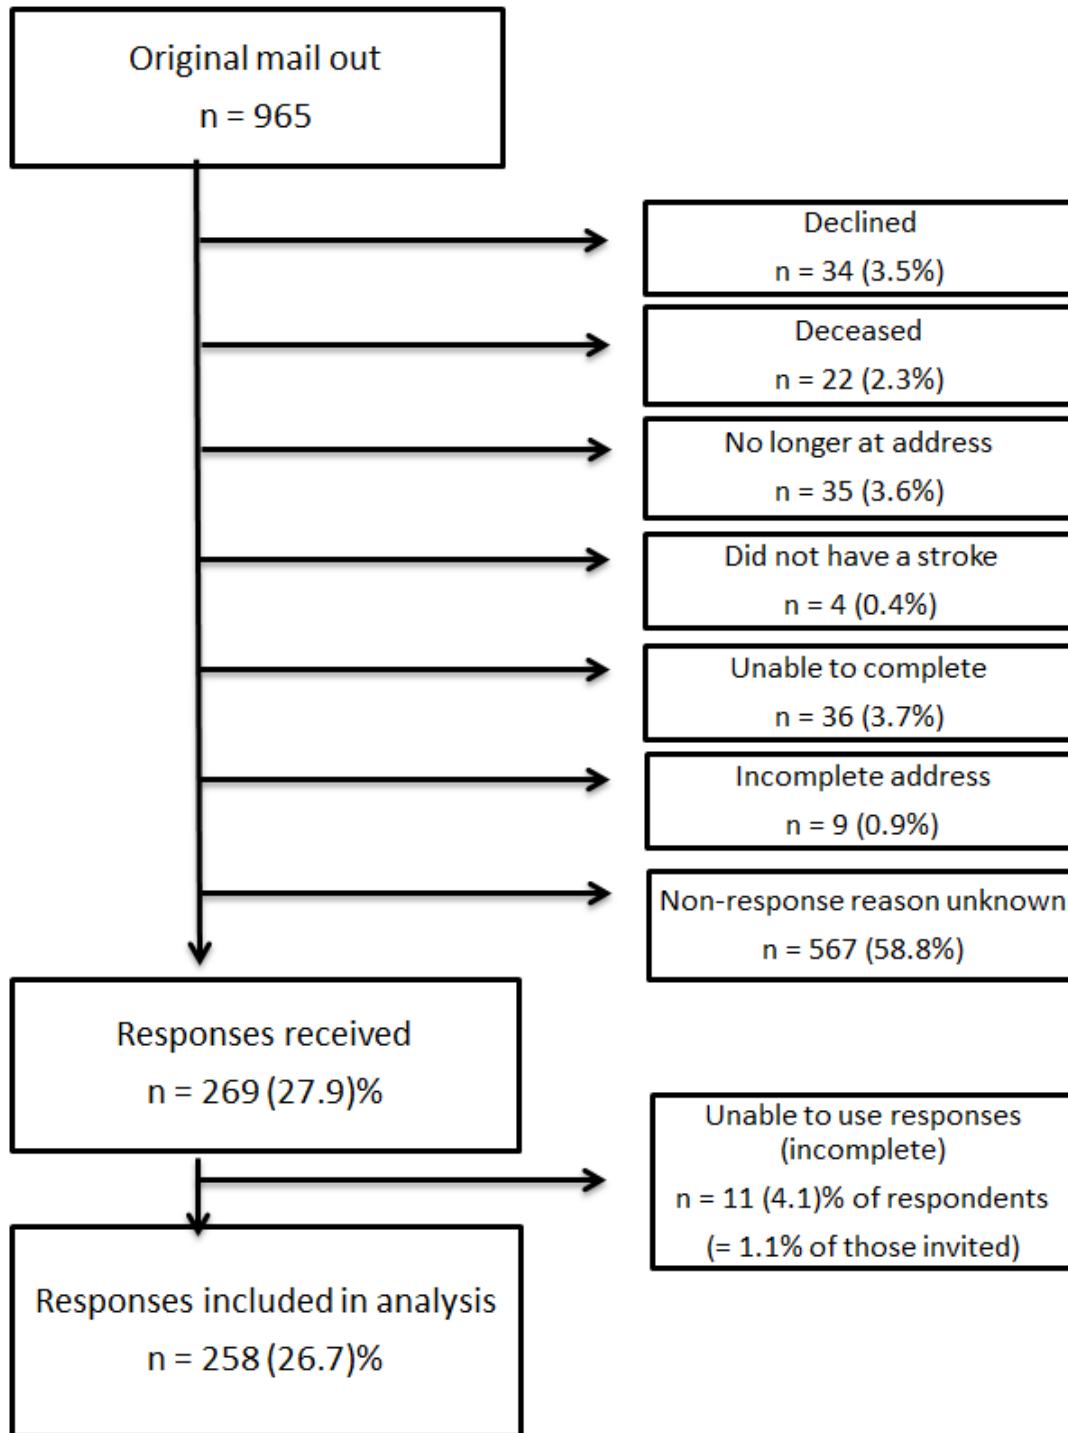 Original mail out
n = 965
Declined
n = 34 (3.5%)
Deceased
n = 22 (2.3%)
No longer at address
n = 35 (3.6%)
Did not have a stroke
n = 4 (0.4%)
Unable to complete
n = 36 (3.7%)
Incomplete address
n = 9 (0.9%)
Non-response reason unknown
n = 567 (58.8%)
Responses received
n = 269 (27.9)%
Unable to use responses
(incomplete)
n = 11 (4.1)% of respondents
(= 1.1% of those invited)
Responses included in analysis
n = 258 (26.7)%